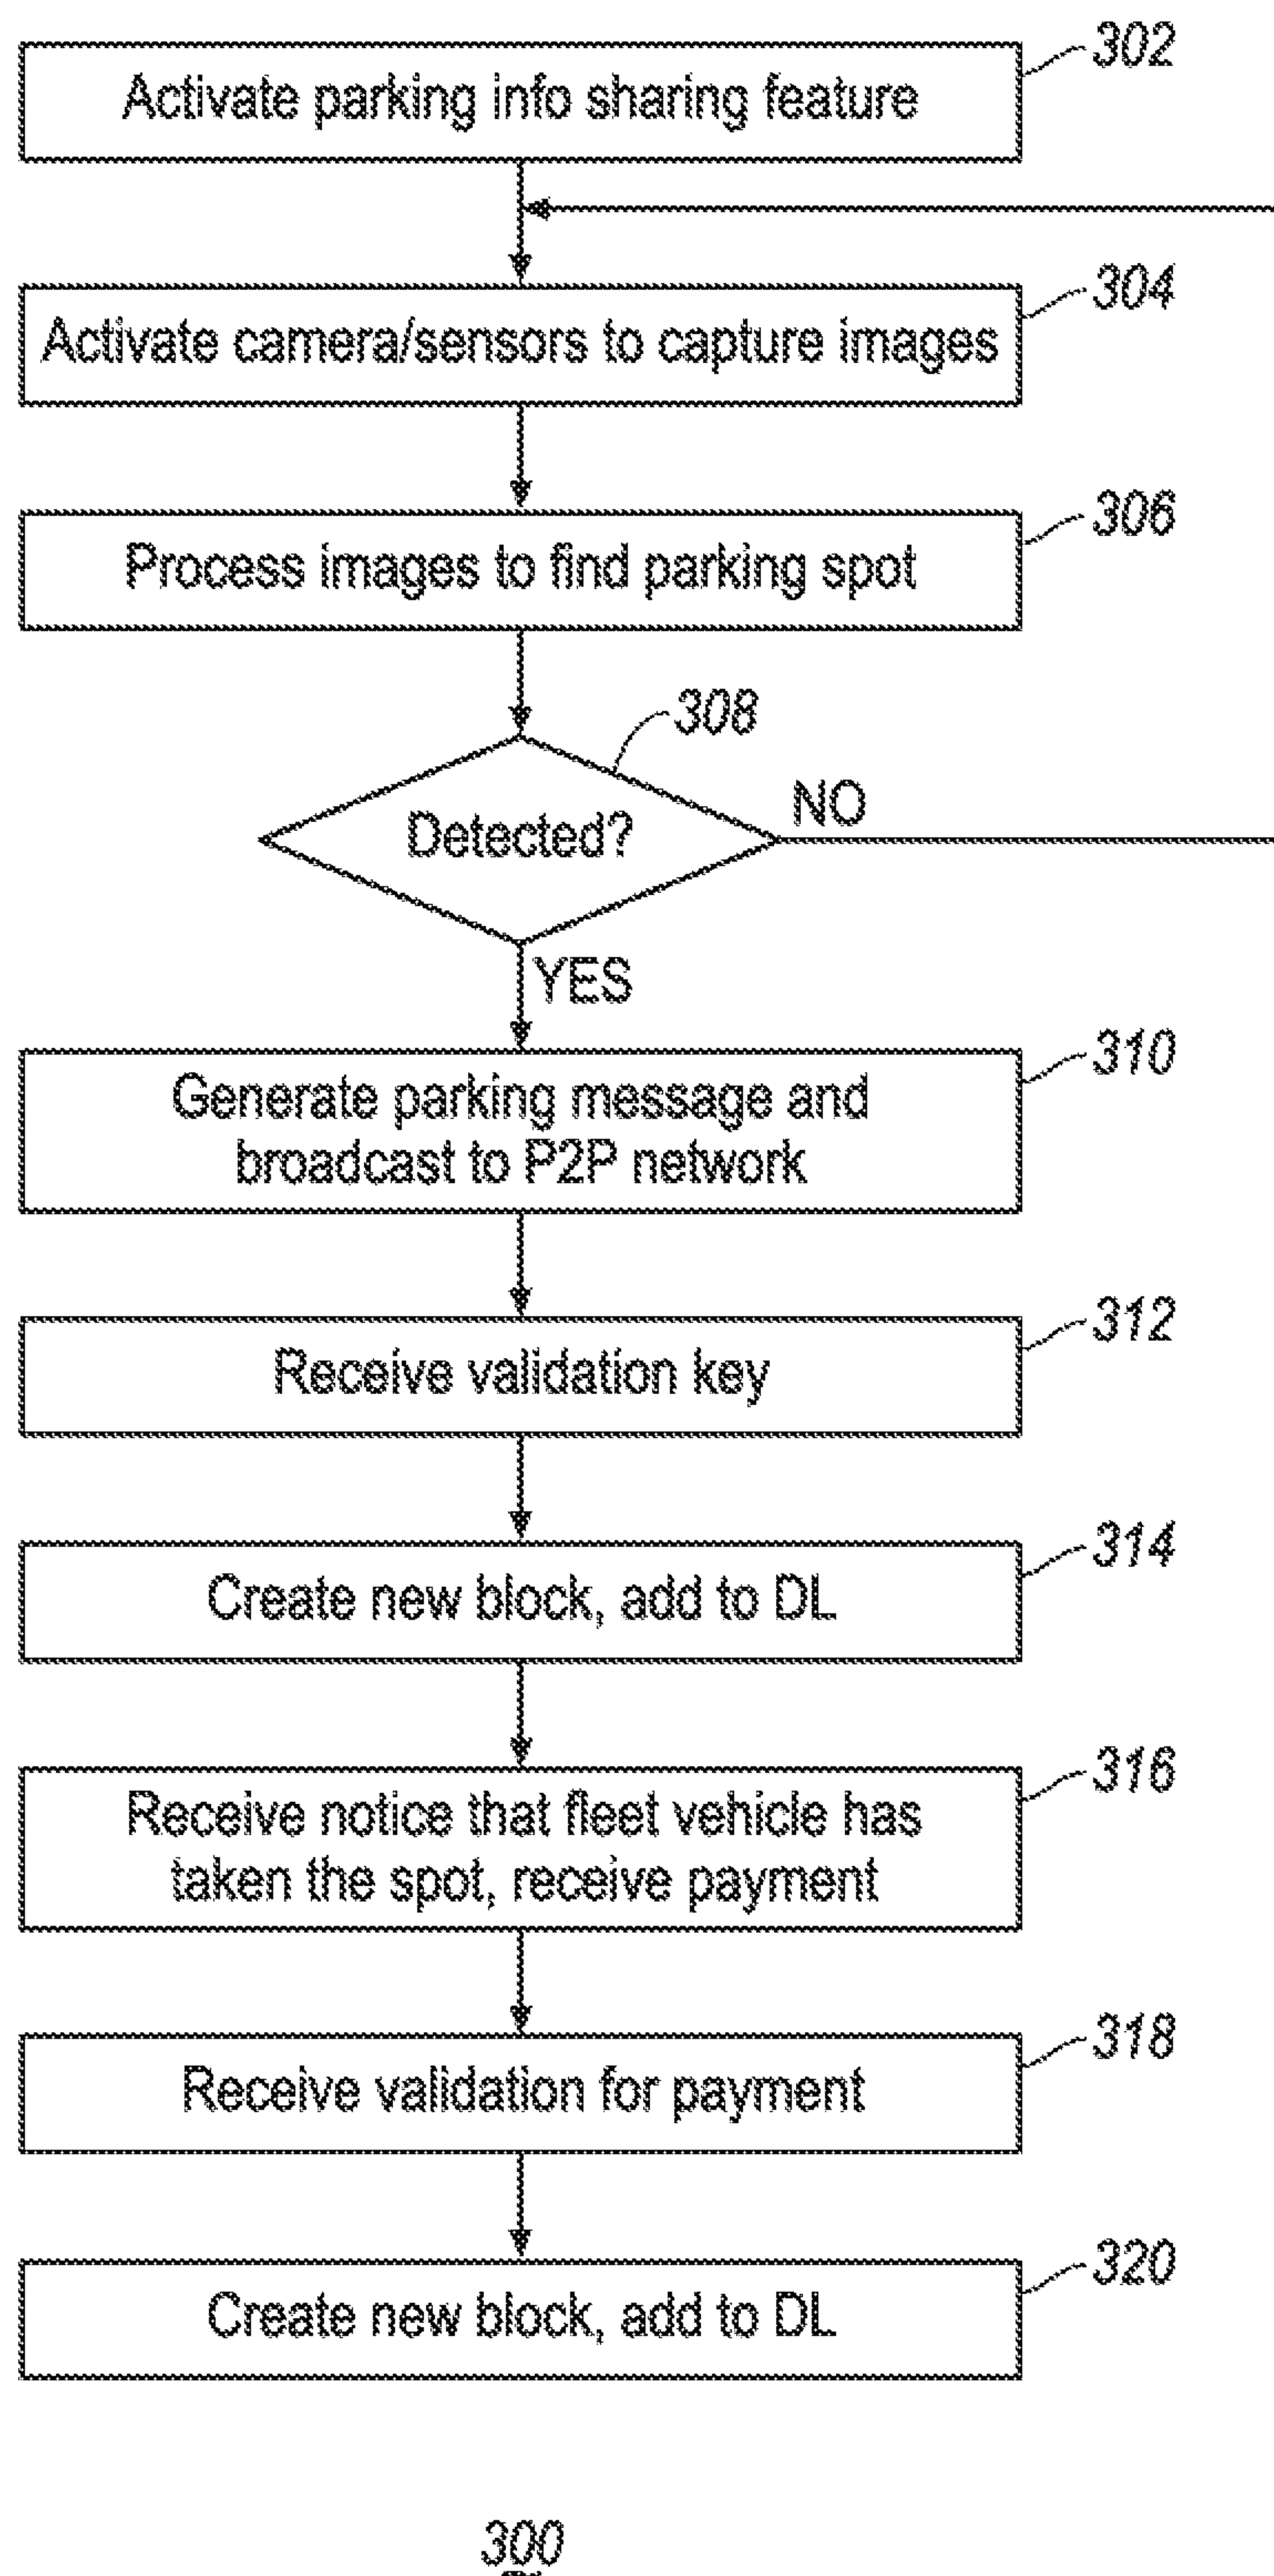 302
Activate parking info sharing feature
304
Activate camera/sensors to capture images
306
Process images to find parking spot
308
Detected?
NO
YES
310
Generate parking message and
broadcast to P2P network
312
Receive validation key
314
Create new block, add to DL
316
Receive notice that fleet vehicle has
taken the spot, receive payment
318
Receive validation for payment
320
Create new block, add to DL
300